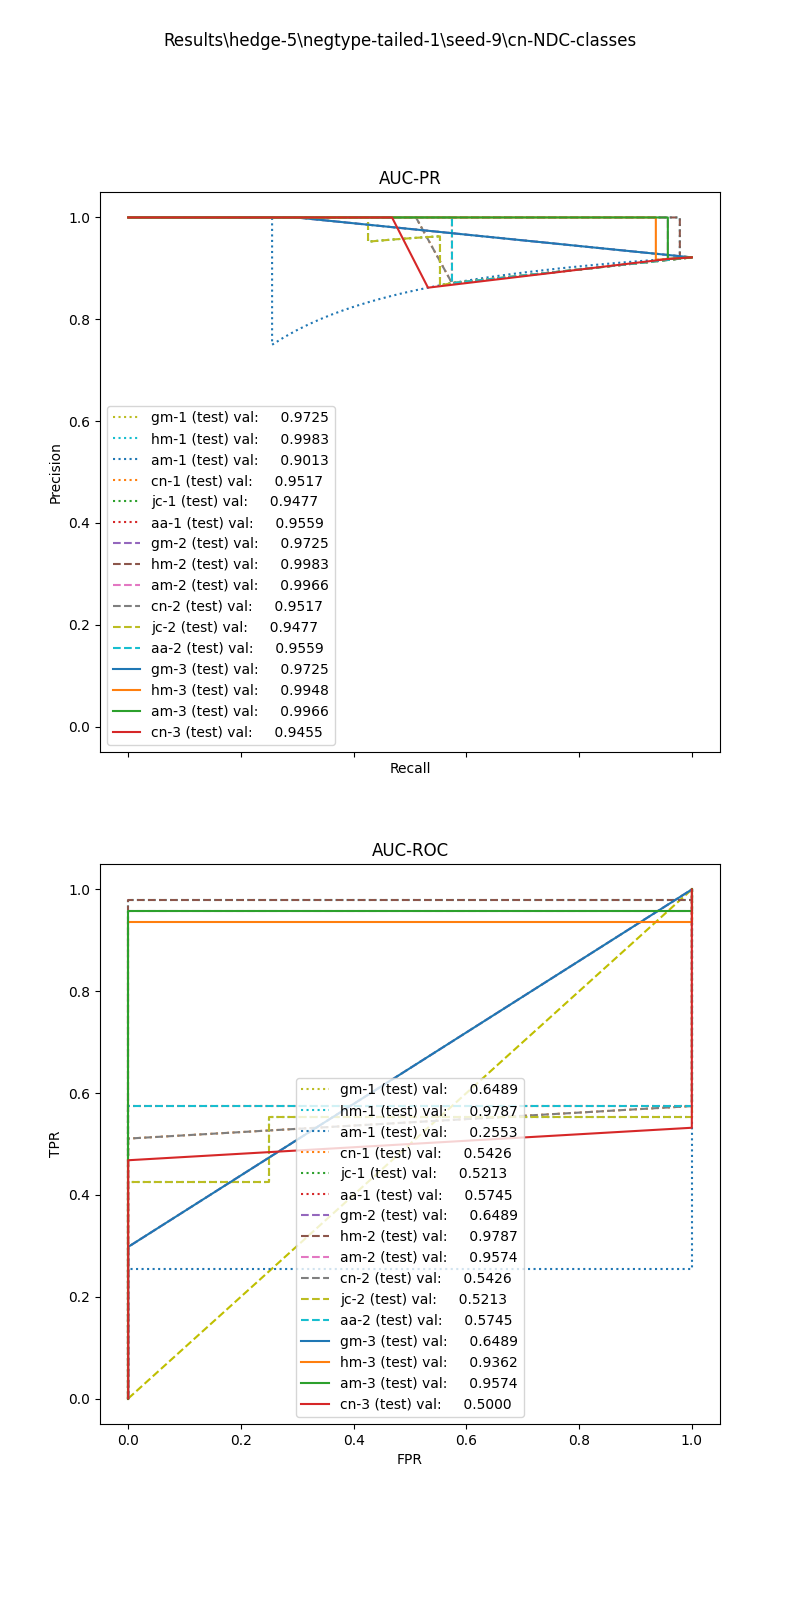 Results\hedge-5\negtype-tailed-1\seed-9\cn-NDC-classes
AUC-PR
1.0
0.8
0.6
0.4
0.2
0.0
Precision
gm-1 (test) val: 0.9725
hm-1 (test) val: 0.9983
am-1 (test) val: 0.9013
cn-1 (test) val: 0.9517
jc-1 (test) val: 0.9477
aa-1 (test) val: 0.9559
gm-2 (test) val: 0.9725
hm-2 (test) val: 0.9983
am-2 (test) val: 0.9966
cn-2 (test) val: 0.9517
jc-2 (test) val: 0.9477
aa-2 (test) val: 0.9559
gm-3 (test) val: 0.9725
hm-3 (test) val: 0.9948
am-3 (test) val: 0.9966
cn-3 (test) val: 0.9455
Recall
AUC-ROC
1.0
0.8
0.6
0.4
0.2
0.0
TPR
gm-1 (test) val: 0.6489
hm-1 (test) val: 0.9787
am-1 (test) val: 0.2553
cn-1 (test) val: 0.5426
jc-1 (test) val: 0.5213
aa-1 (test) val: 0.5745
gm-2 (test) val: 0.6489
hm-2 (test) val: 0.9787
am-2 (test) val: 0.9574
cn-2 (test) val: 0.5426
jc-2 (test) val: 0.5213
aa-2 (test) val: 0.5745
gm-3 (test) val: 0.6489
hm-3 (test) val: 0.9362
am-3 (test) val: 0.9574
cn-3 (test) val: 0.5000
0.0 0.2 0.4 0.6 0.8 1.0
FPR